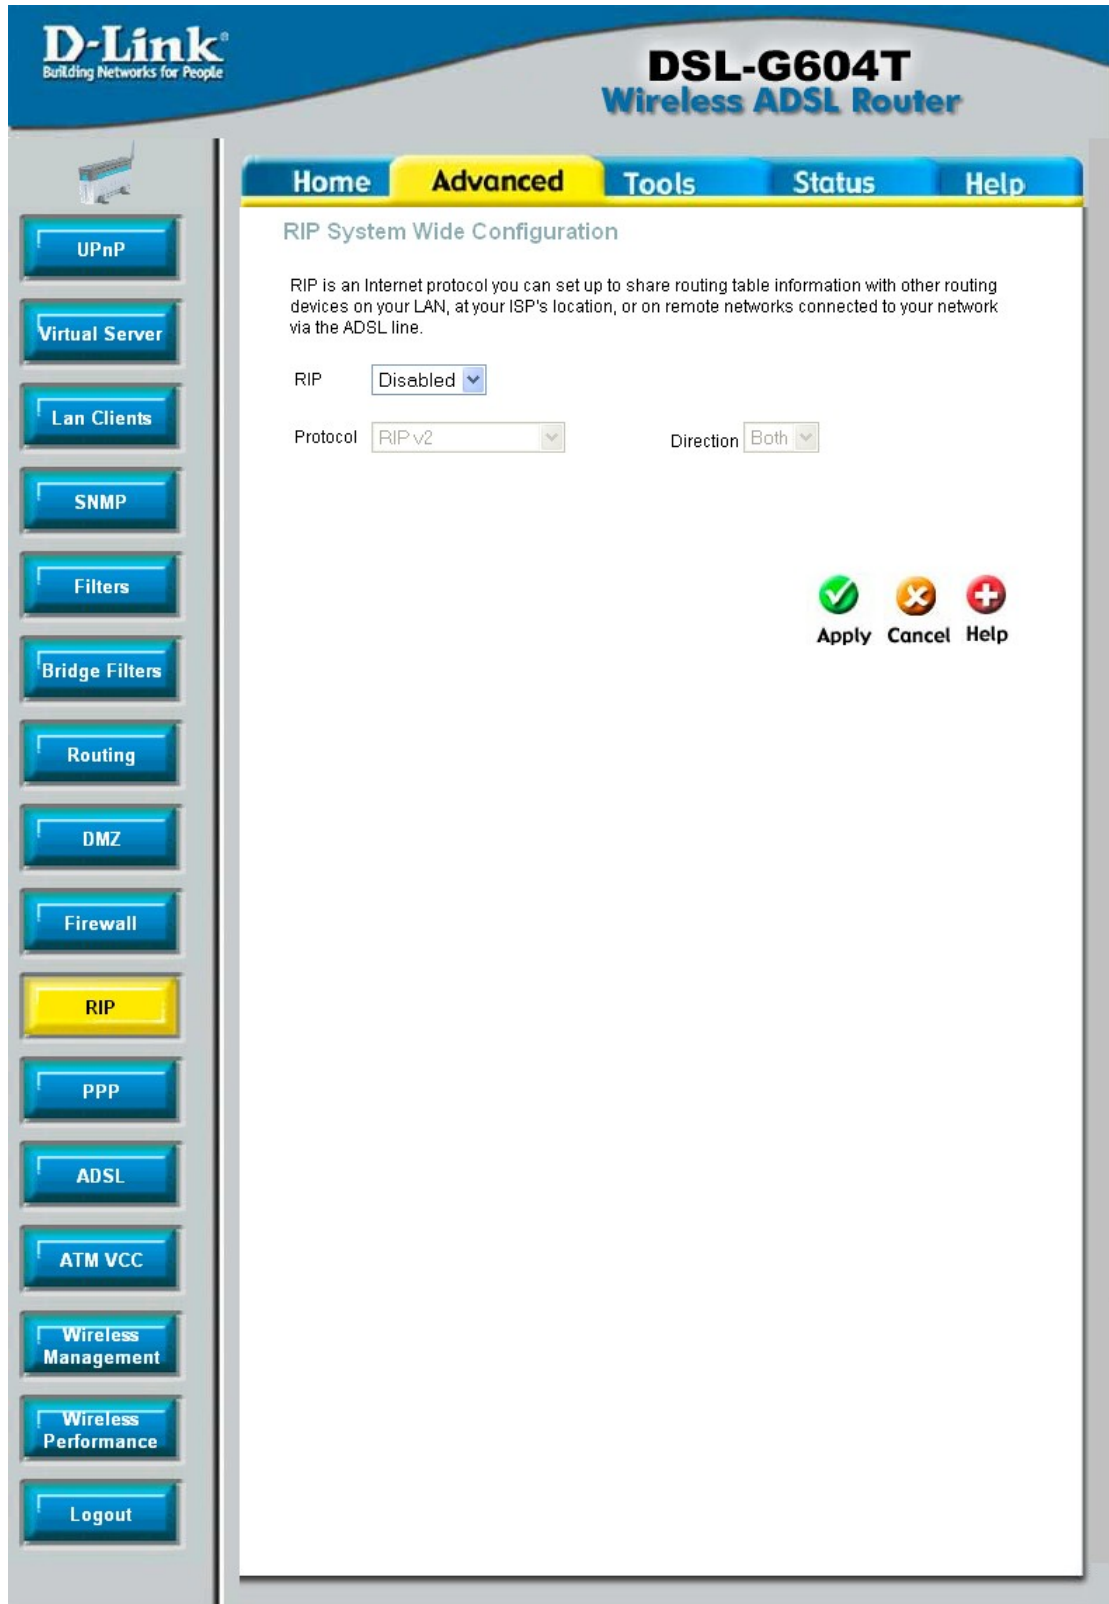 D-Link®
Building Networks for People
DSL-G604T
Wireless ADSL Router
Home
Advanced
Tools
Status
Help
UPnP
Virtual Server
Lan Clients
SNMP
Filters
Bridge Filters
Routing
DMZ
Firewall
RIP
PPP
ADSL
ATM VCC
Wireless
Management
Wireless
Performance
Logout
RIP System Wide Configuration
RIP is an Internet protocol you can set up to share routing table information with other routing
devices on your LAN, at your ISP's location, or on remote networks connected to your network
via the ADSL line.
RIP Disabled
Protocol RIP v2 Direction Both
Apply Cancel Help